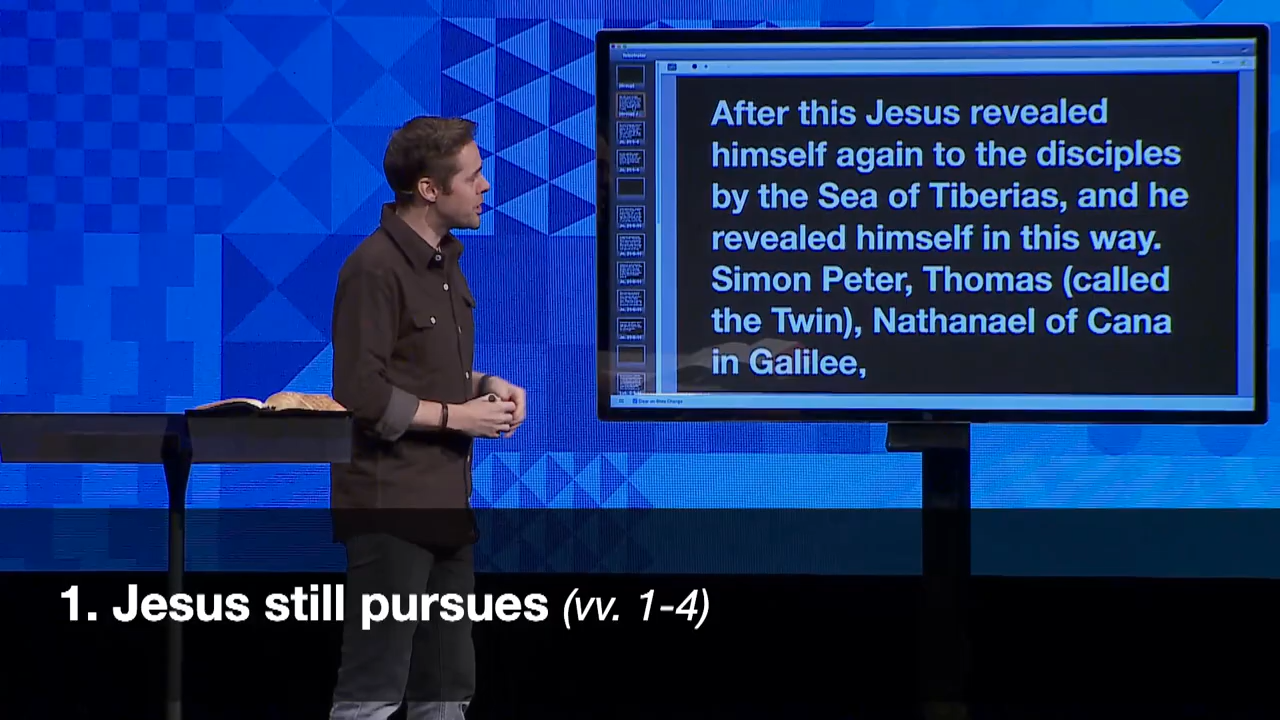 After this Jesus revealed
himself again to the disciples
by the Sea of Tiberias, and he
revealed himself in this way.
Simon Peter, Thomas (called
the Twin), Nathanael of Cana
in Galilee,
1. Jesus still pursues (vv. 1-4)